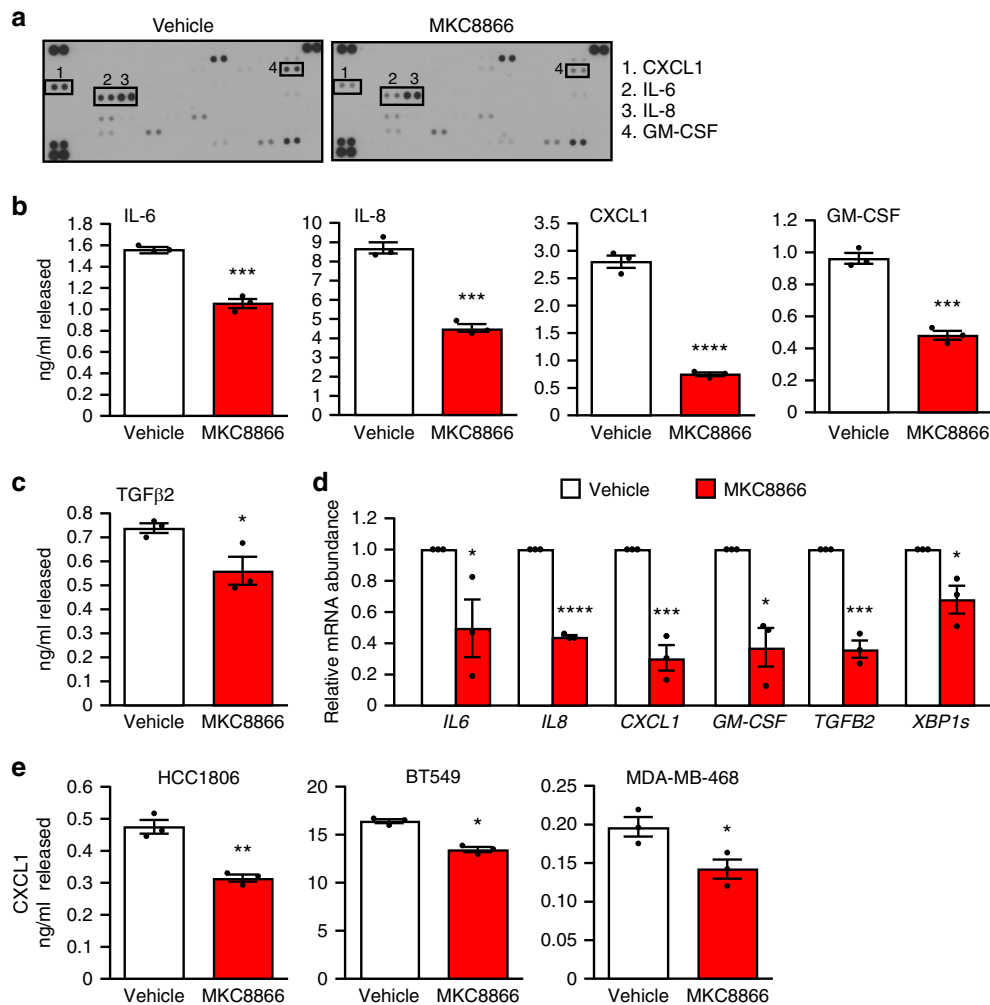 a
Vehicle
MKC8866
1
2 3
4
1
2 3
4
1. CXCL1
2. IL-6
3. IL-8
4. GM-CSF
b
IL-6
IL-8
CXCL1
GM-CSF
ng/ml released
1.8
1.6
1.4
1.2
1.0
0.8
0.6
0.4
0.2
0
***
Vehicle MKC8866
10
9
8
7
6
5
4
3
2
1
0
***
Vehicle MKC8866
3.5
3.0
2.5
2.0
1.5
1.0
0.5
0
****
Vehicle MKC8866
1.2
1.0
0.8
0.6
0.4
0.2
0
***
Vehicle MKC8866
c
TGFβ2
ng/ml released
0.8
0.7
0.6
0.5
0.4
0.3
0.2
0.1
0
*
Vehicle MKC8866
d
Vehicle MKC8866
Relative mRNA abundance
1.2
1.0
0.8
0.6
0.4
0.2
0
* **** *** * *** *
IL6 IL8 CXCL1 GM-CSF TGFB2 XBP1s
e
HCC1806
BT549
MDA-MB-468
CXCL1
ng/ml released
0.6
0.5
0.4
0.3
0.2
0.1
0
**
Vehicle MKC8866
20
15
10
5
0
*
Vehicle MKC8866
0.25
0.20
0.15
0.10
0.05
0
*
Vehicle MKC8866